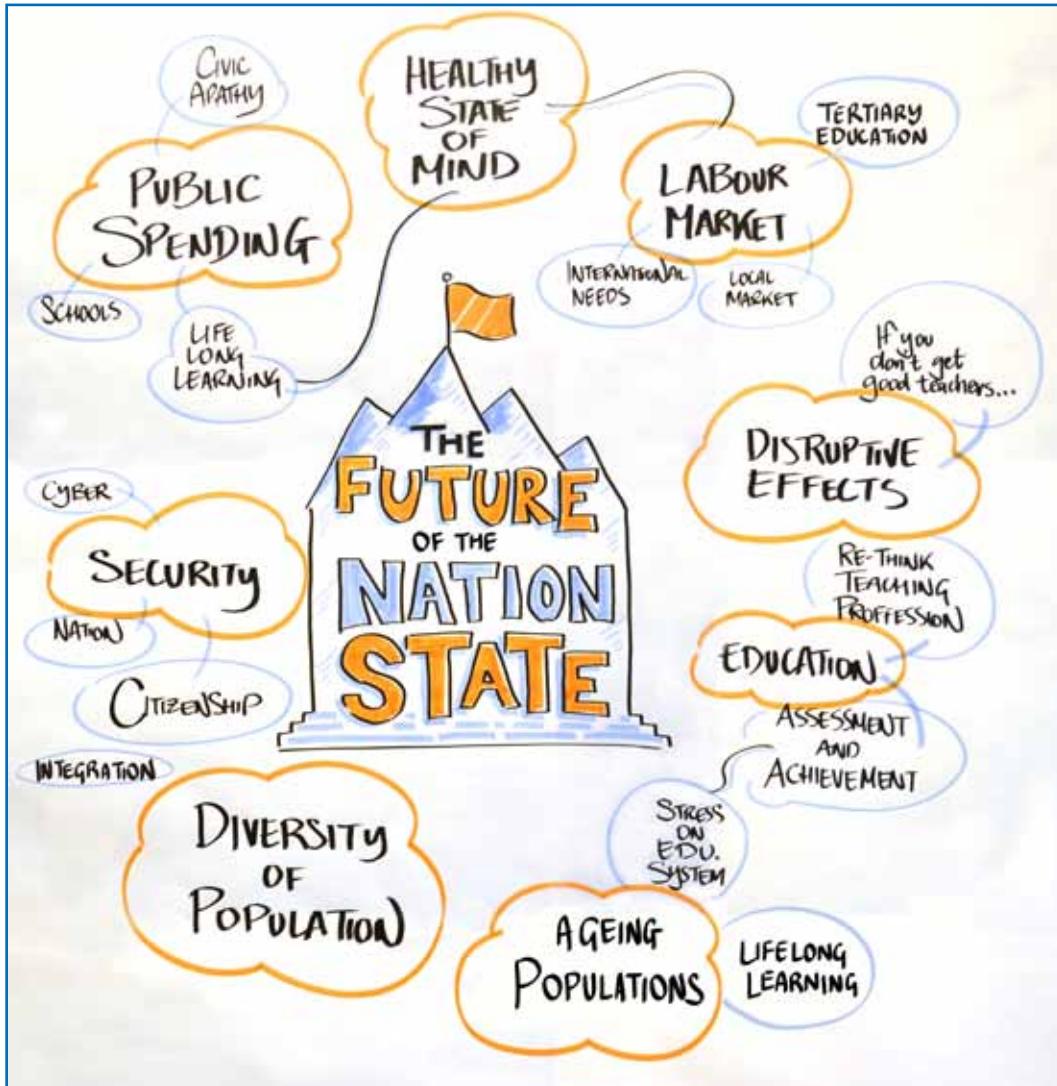 CIVIC
APATHY
PUBLIC
SPENDING
SCHOOLS
LIFE
LONG
LEARNING
HEALTHY
STATE
OF
MIND
TERTIARY
EDUCATION
LABOUR
MARKET
INTERNATIONAL
NEEDS
LOCAL
MARKET
If you
don't get
good teachers...
DISRUPTIVE
EFFECTS
THE
FUTURE
OF THE
NATION
STATE
CYBER
SECURITY
NATION
CITIZENSHIP
RE-THINK
TEACHING
PROFFESSION
EDUCATION
ASSESSMENT
AND
ACHIEVEMENT
INTEGRATION
DIVERSITY
OF
POPULATION
STRESS
ON
EDU.
SYSTEM
AGEING
POPULATIONS
LIFELONG
LEARNING